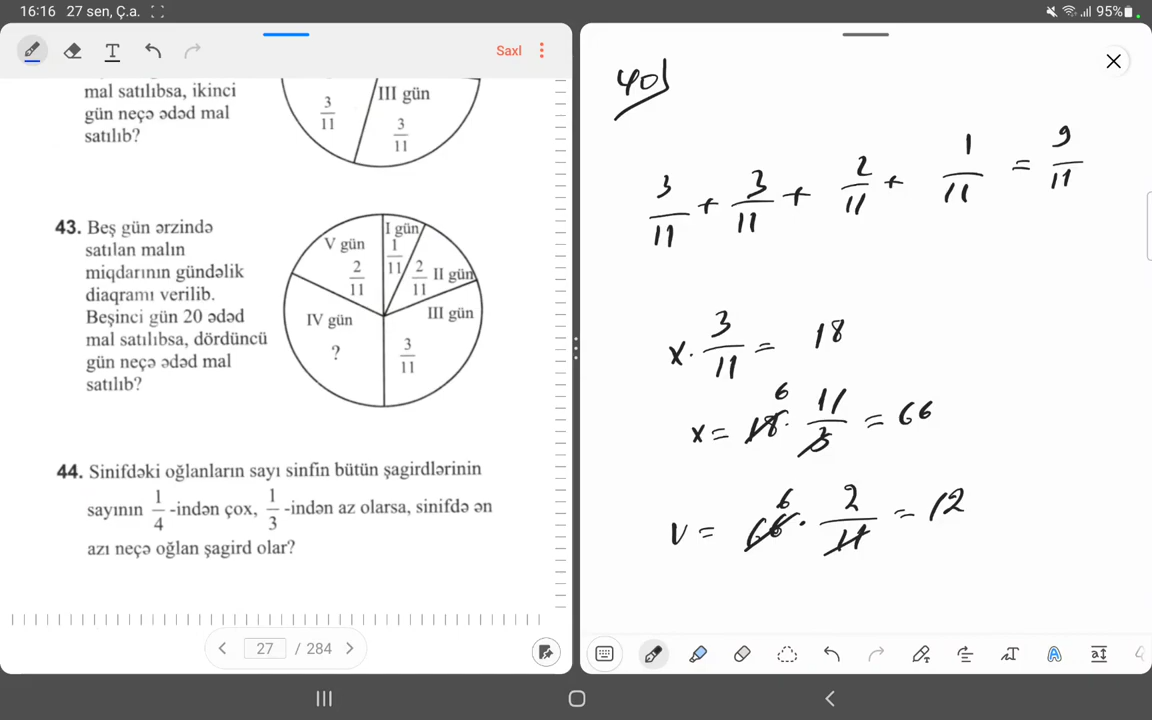 16:16 27 sen, Ç.a. 95%
T Saxl
mal satılıbsa, ikinci
gün neçə ədəd mal
satılıb?
3/11
III gün
3/11
43. Beş gün ərzində
satılan malın
miqdarının gündəlik
diaqramı verilib.
Beşinci gün 20 ədəd
mal satılıbsa, dördüncü
gün neçə ədəd mal
satılıb?
I gün
1/11
V gün
2/11
2/11 II gün
IV gün
?
III gün
3/11
44. Sinifdəki oğlanların sayı sinfin bütün şagirdlərinin
sayının 1/4 -indən çox, 1/3 -indən az olarsa, sinifdə ən
azı neçə oğlan şagird olar?
27 / 284
40)
3/11 + 3/11 + 2/11 + 1/11 = 9/11
x · 3/11 = 18
x = 18 · 11/3 = 66
6
V = 66 · 2/11 = 12
6